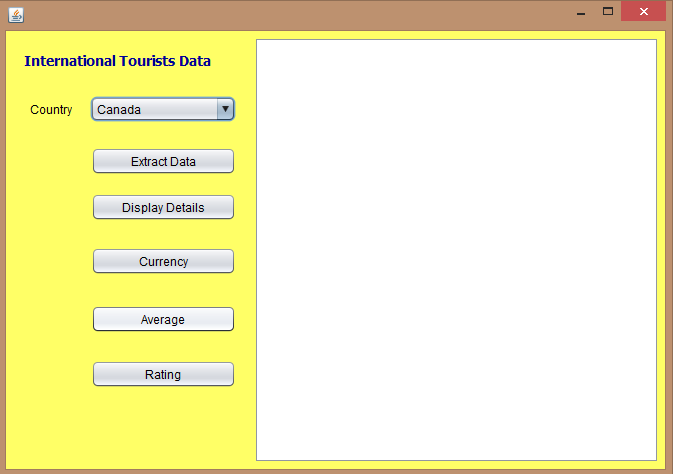 International Tourists Data
Country Canada
Extract Data
Display Details
Currency
Average
Rating